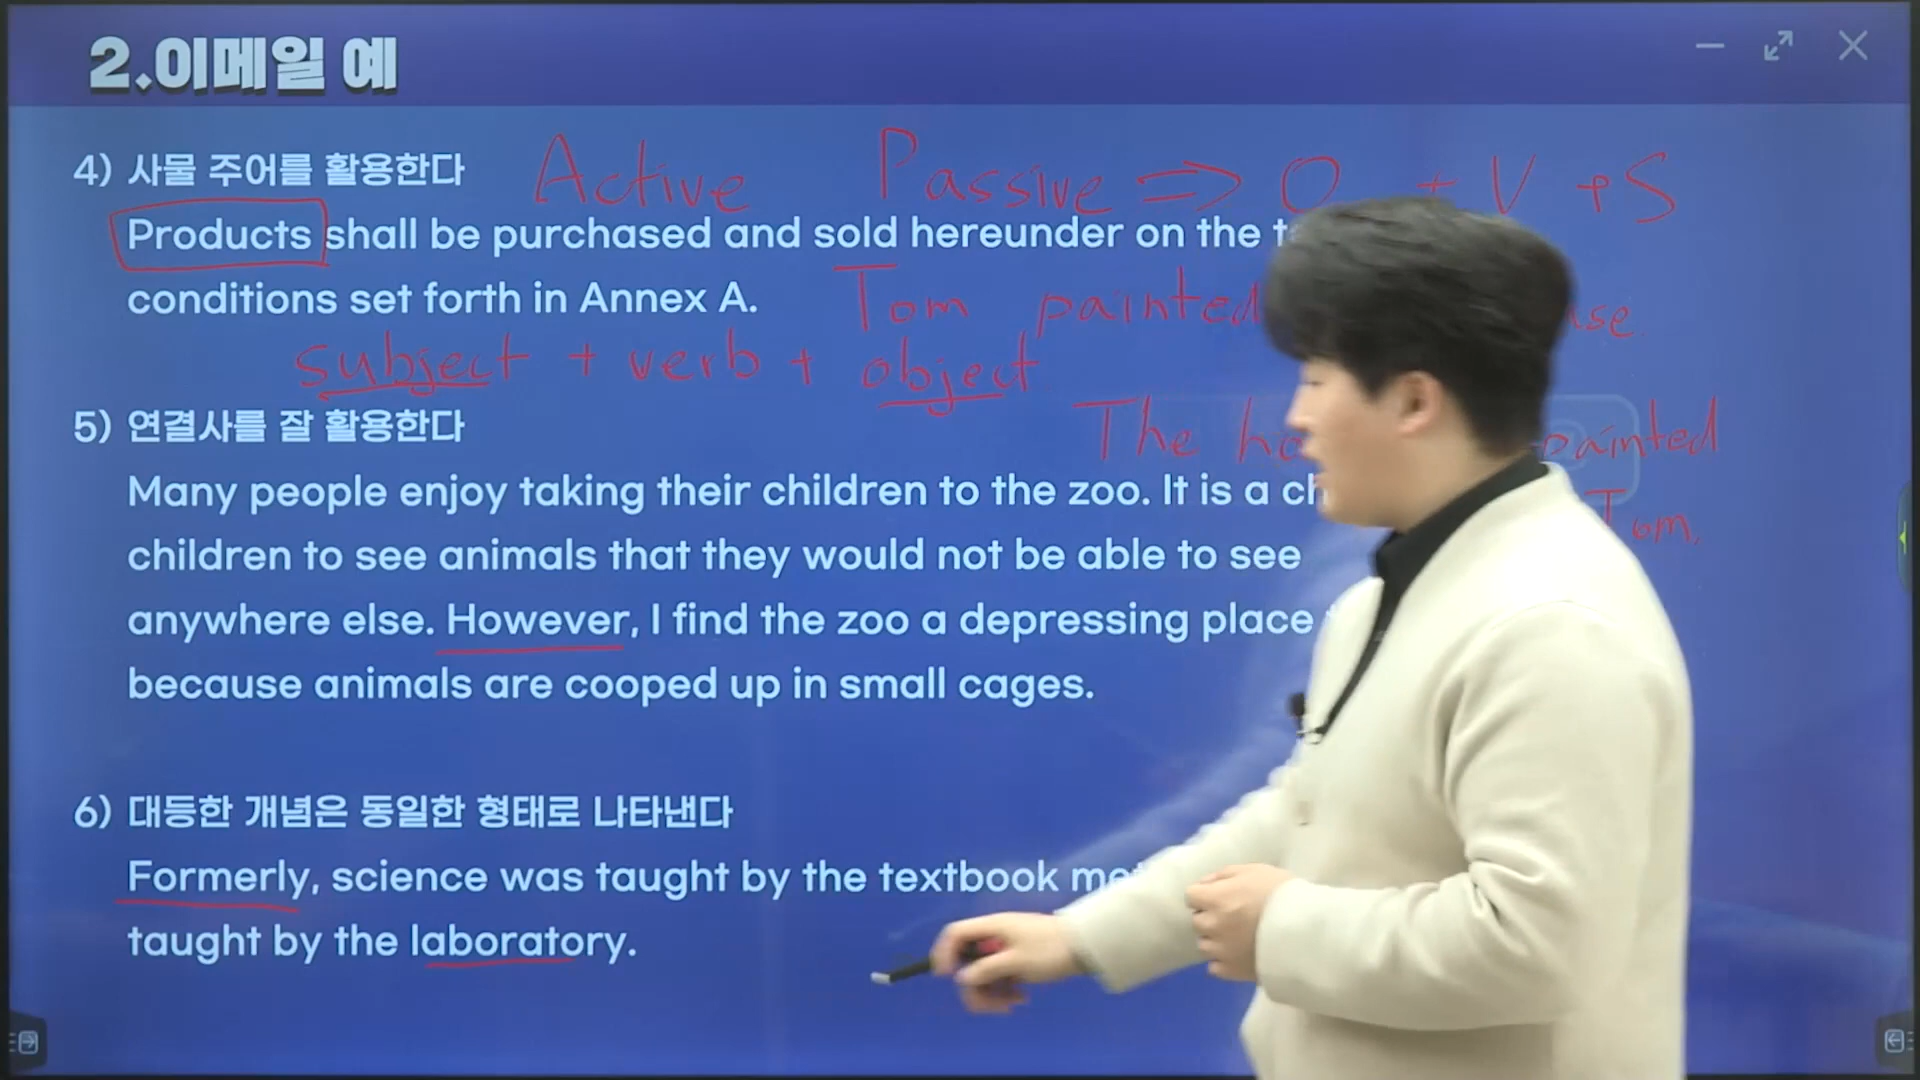 2.이메일 예
4) 사물 주어를 활용한다
Active Passive ⇒ O + V + S
Products shall be purchased and sold hereunder on the
conditions set forth in Annex A.
Tom painted
subject + verb + object
The painted
Tom.
5) 연결사를 잘 활용한다
Many people enjoy taking their children to the zoo. It is a
children to see animals that they would not be able to see
anywhere else. However, I find the zoo a depressing place
because animals are cooped up in small cages.
6) 대등한 개념은 동일한 형태로 나타낸다
Formerly, science was taught by the textbook
taught by the laboratory.